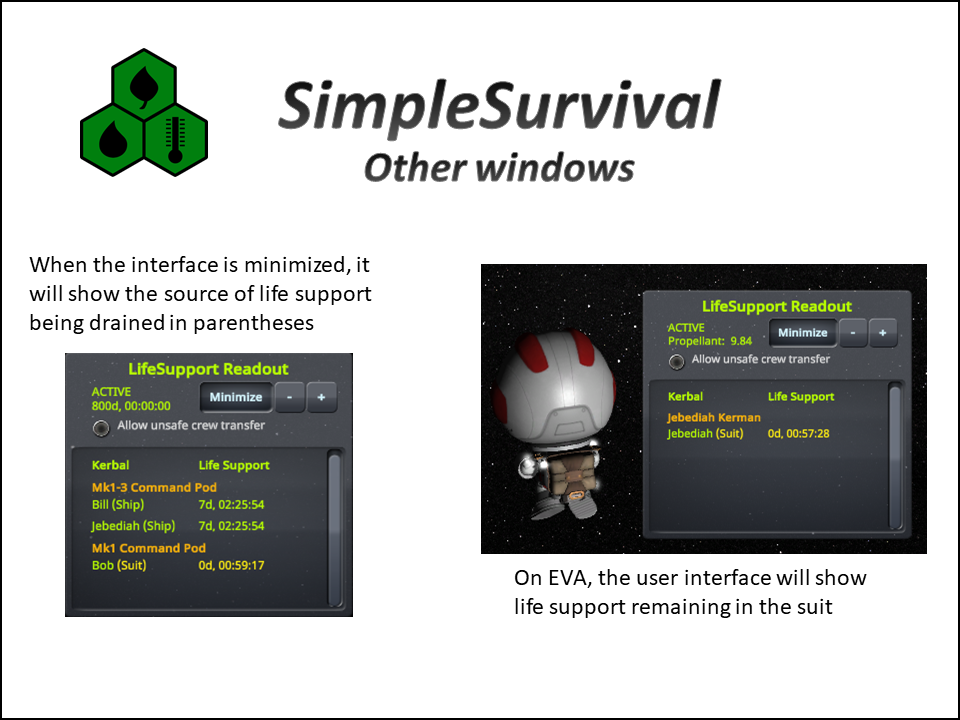 SimpleSurvival
Other windows
When the interface is minimized, it
will show the source of life support
being drained in parentheses
LifeSupport Readout
ACTIVE
800d, 00:00:00
Minimize - +
Allow unsafe crew transfer
Kerbal Life Support
Mk1-3 Command Pod
Bill (Ship) 7d, 02:25:54
Jebediah (Ship) 7d, 02:25:54
Mk1 Command Pod
Bob (Suit) 0d, 00:59:17
LifeSupport Readout
ACTIVE
Propellant: 9.84
Minimize - +
Allow unsafe crew transfer
Kerbal Life Support
Jebediah Kerman
Jebediah (Suit) 0d, 00:57:28
On EVA, the user interface will show
life support remaining in the suit